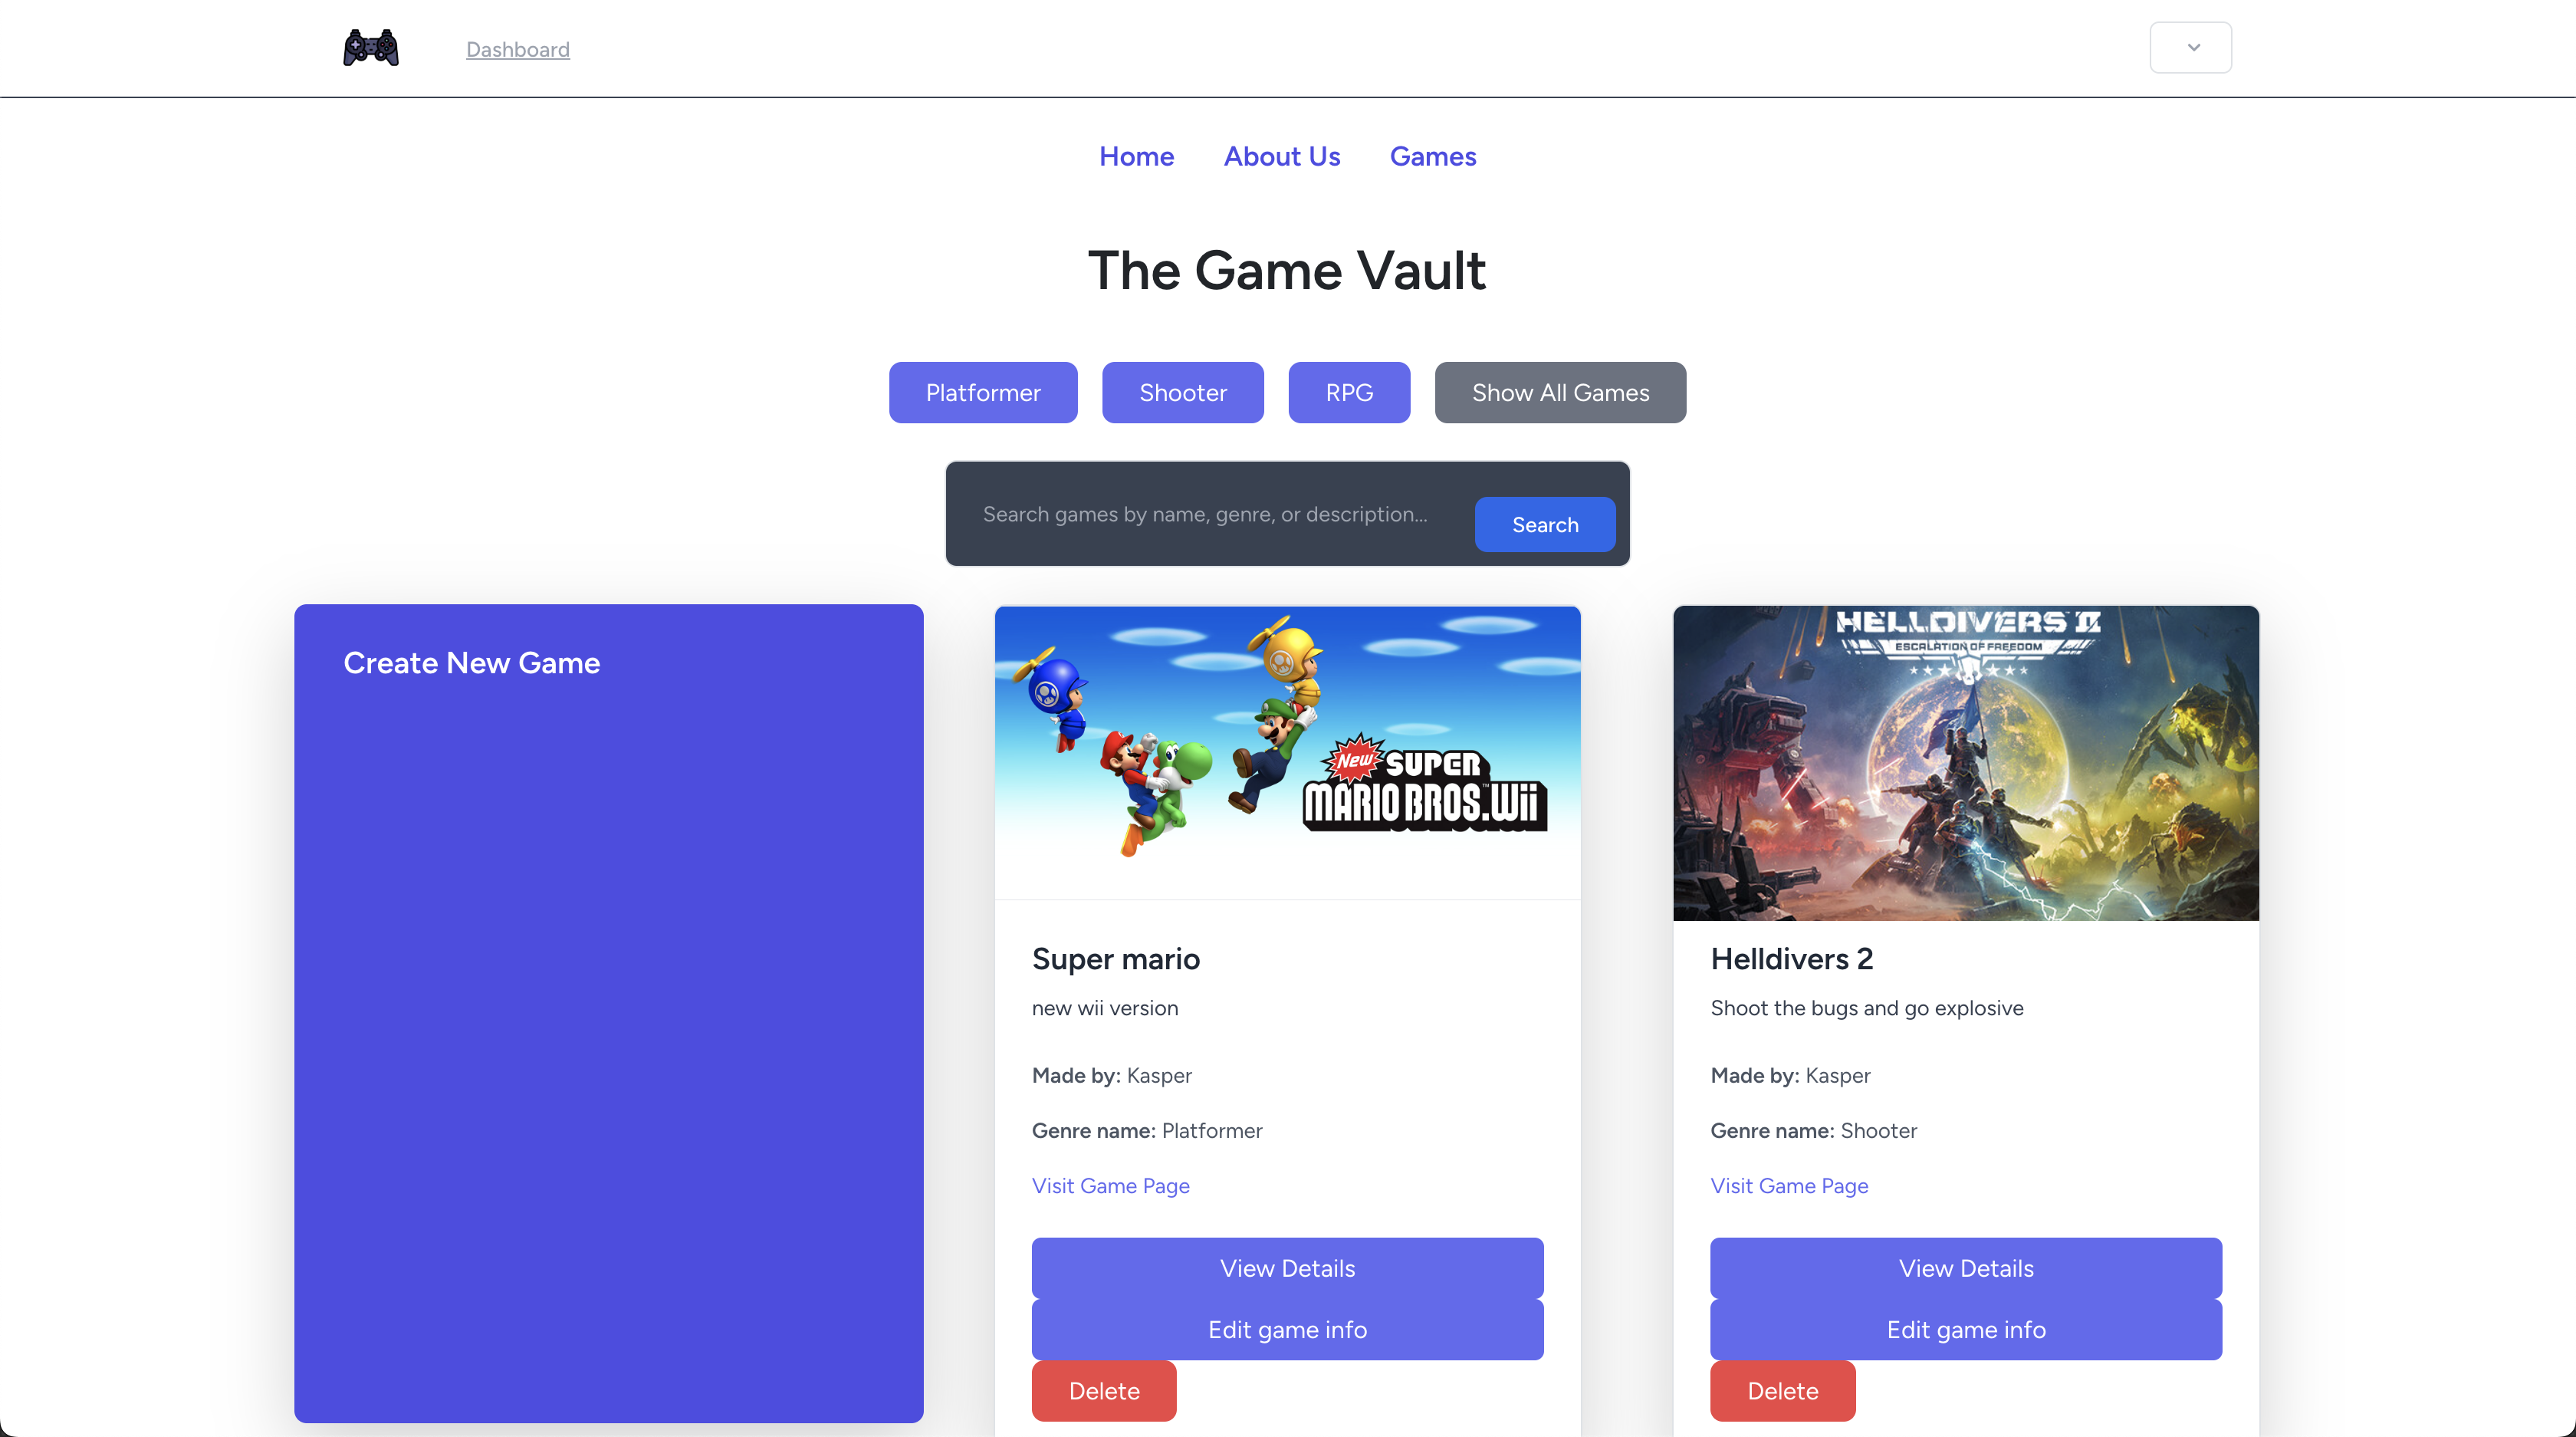 Dashboard
Home About Us Games
The Game Vault
Platformer Shooter RPG Show All Games
Search games by name, genre, or description... Search
Create New Game
New SUPER
MARIO BROS.Wii
™
HELLDIVERS II
ESCALATION OF FREEDOM
Super mario
new wii version
Made by: Kasper
Genre name: Platformer
Visit Game Page
View Details
Edit game info
Delete
Helldivers 2
Shoot the bugs and go explosive
Made by: Kasper
Genre name: Shooter
Visit Game Page
View Details
Edit game info
Delete